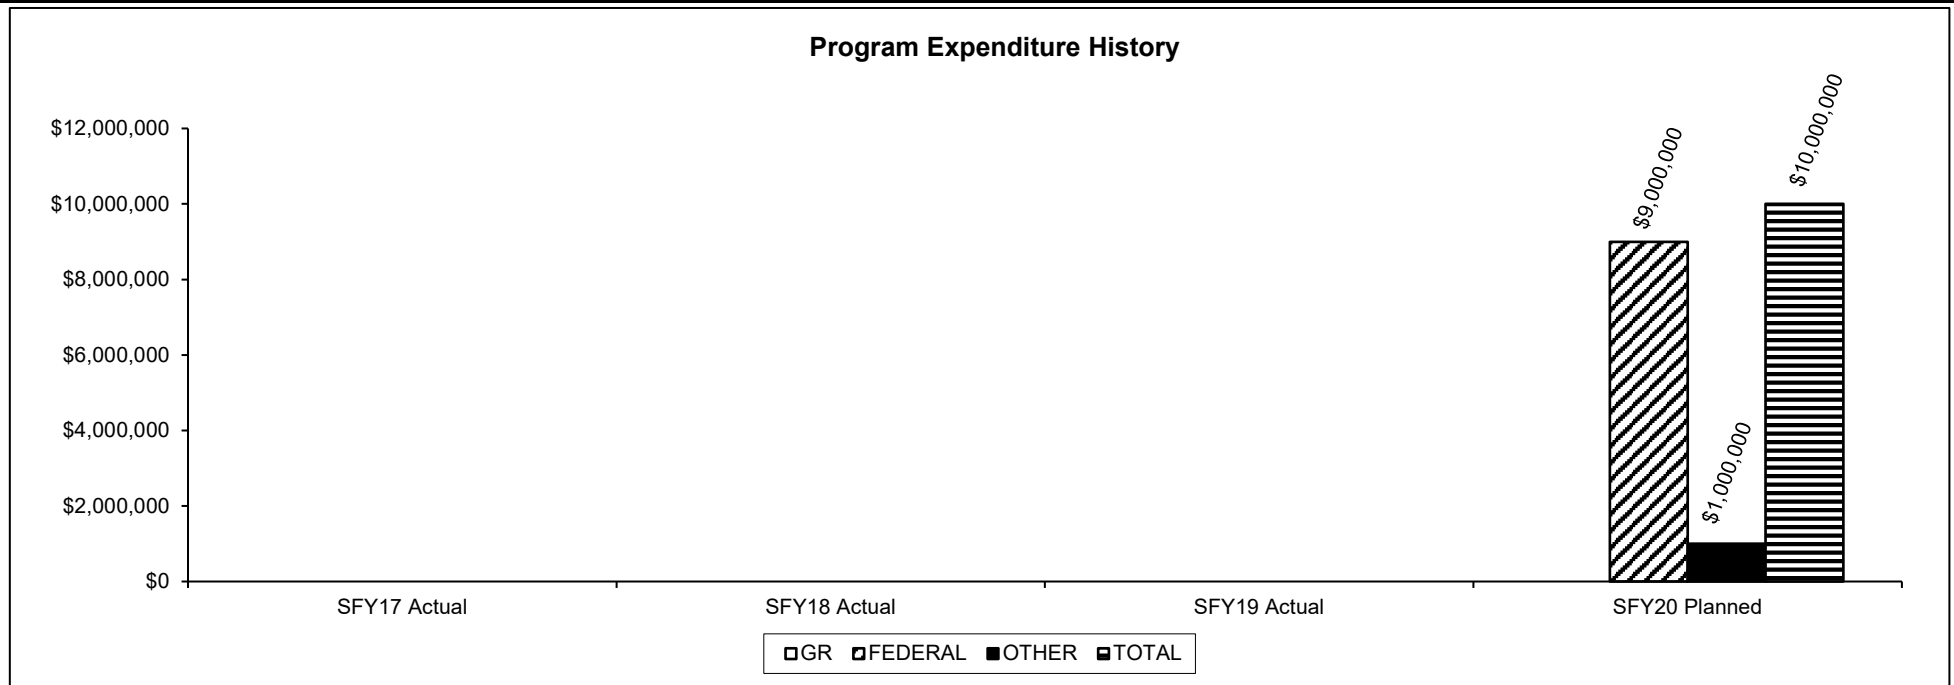 Program Expenditure History
$12,000,000
$10,000,000
$8,000,000
$6,000,000
$4,000,000
$2,000,000
$0
$9,000,000
$1,000,000
$10,000,000
SFY17 Actual
SFY18 Actual
SFY19 Actual
SFY20 Planned
GR FEDERAL OTHER TOTAL